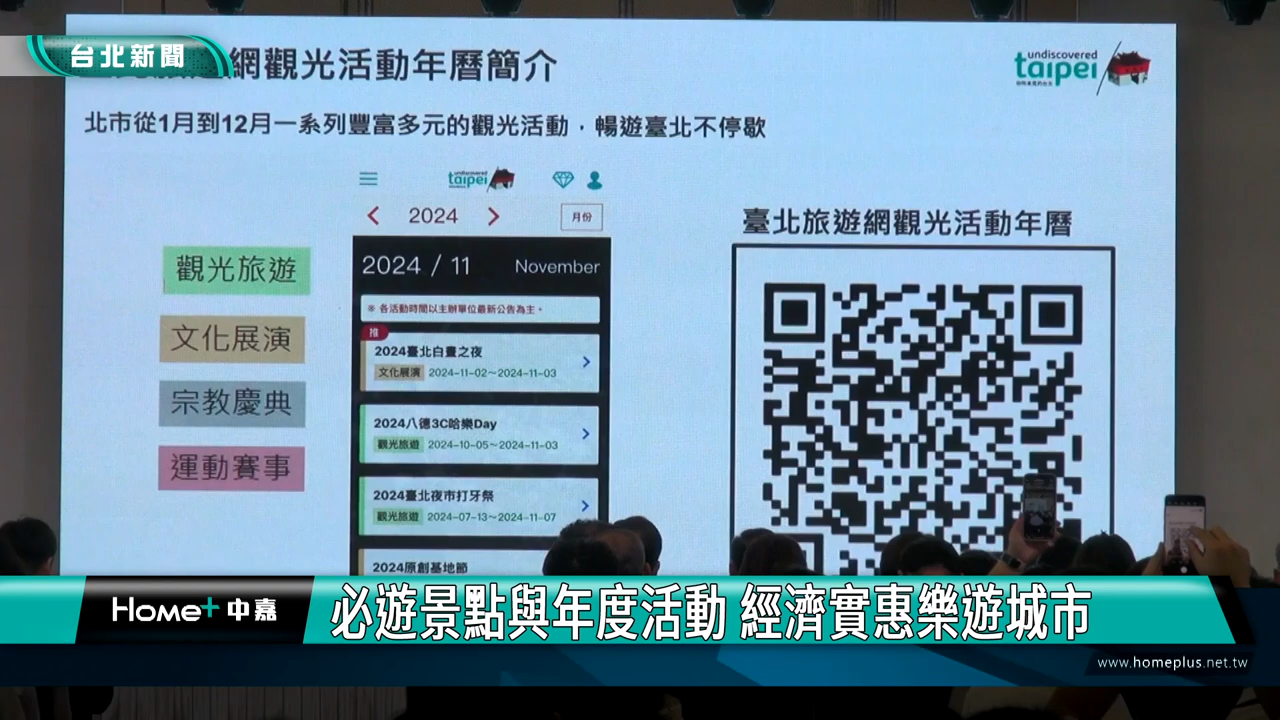 台北新聞
網觀光活動年曆簡介
undiscovered
taipei
北市從1月到12月一系列豐富多元的觀光活動，暢遊臺北不停歇
undiscovered
taipei
2024
月份
臺北旅遊網觀光活動年曆
觀光旅遊
文化展演
宗教慶典
運動賽事
2024 / 11
November
※ 各活動時間以主辦單位最新公告為主。
推
2024臺北白晝之夜
文化展演 2024-11-02~2024-11-03
2024八德3C哈樂Day
觀光旅遊 2024-10-05~2024-11-03
2024臺北夜市打牙祭
觀光旅遊 2024-07-13~2024-11-07
2024原創基地節
Home+ 中嘉
必遊景點與年度活動 經濟實惠樂遊城市
www.homeplus.net.tw